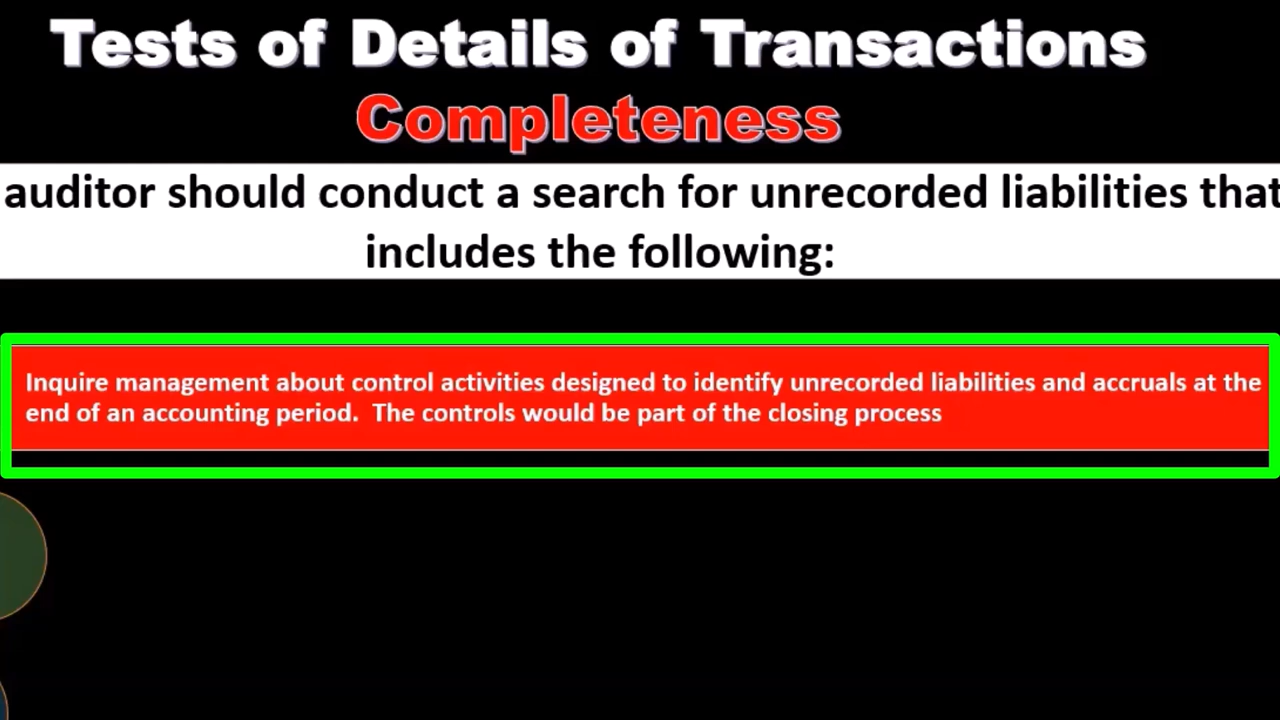 Tests of Details of Transactions
Completeness
auditor should conduct a search for unrecorded liabilities that
includes the following:
Inquire management about control activities designed to identify unrecorded liabilities and accruals at the
end of an accounting period.  The controls would be part of the closing process